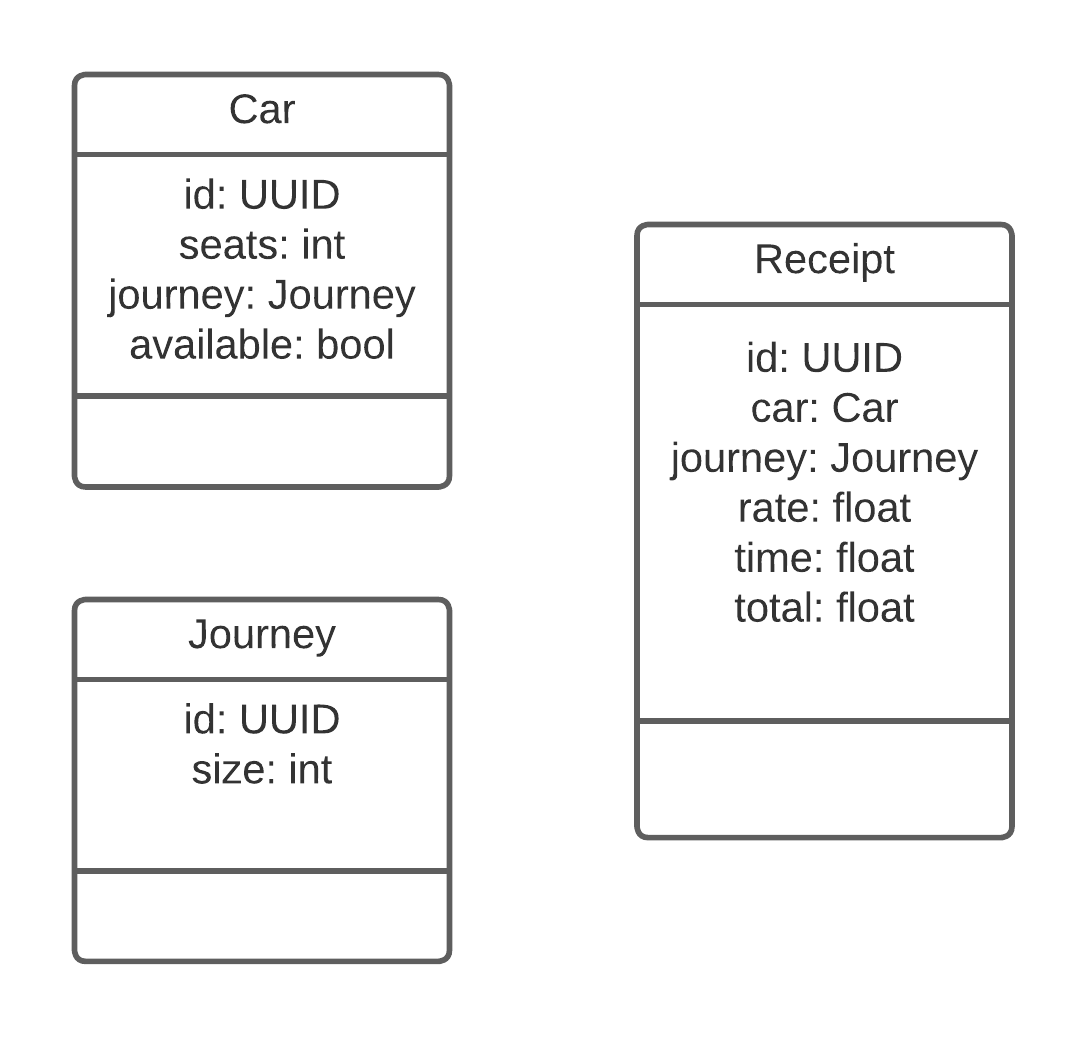 Car
id: UUID
seats: int
journey: Journey
available: bool
Journey
id: UUID
size: int
Receipt
id: UUID
car: Car
journey: Journey
rate: float
time: float
total: float